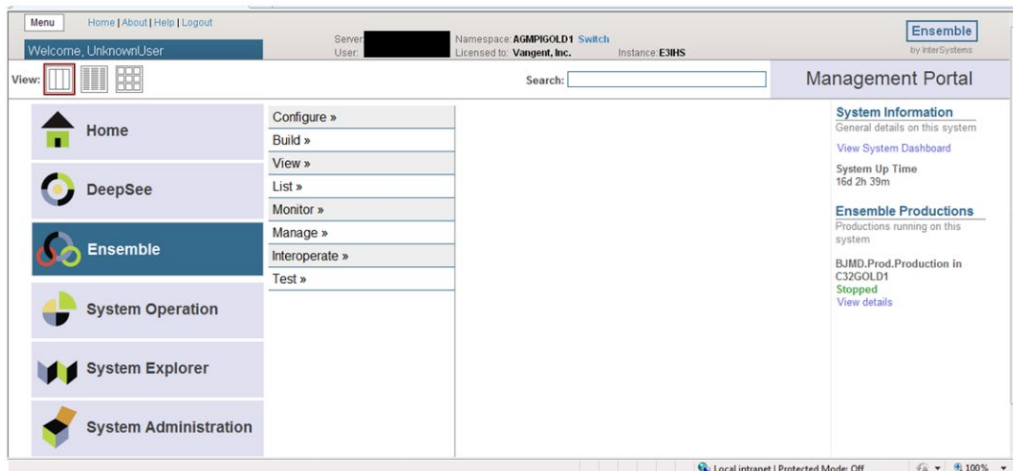 Menu
Home | About | Help | Logout
Welcome, UnknownUser
Server:
User:
Namespace: AGMPIGOLD1 Switch
Licensed to: Vangent, Inc. Instance: E3IHS
Ensemble
by InterSystems
View:
Search:
Management Portal
Home
DeepSee
Ensemble
System Operation
System Explorer
System Administration
Configure »
Build »
View »
List »
Monitor »
Manage »
Interoperate »
Test »
System Information
General details on this system
View System Dashboard
System Up Time
16d 2h 39m
Ensemble Productions
Productions running on this
system
BJMD.Prod.Production in
C32GOLD1
Stopped
View details
Local intranet | Protected Mode: Off
100%